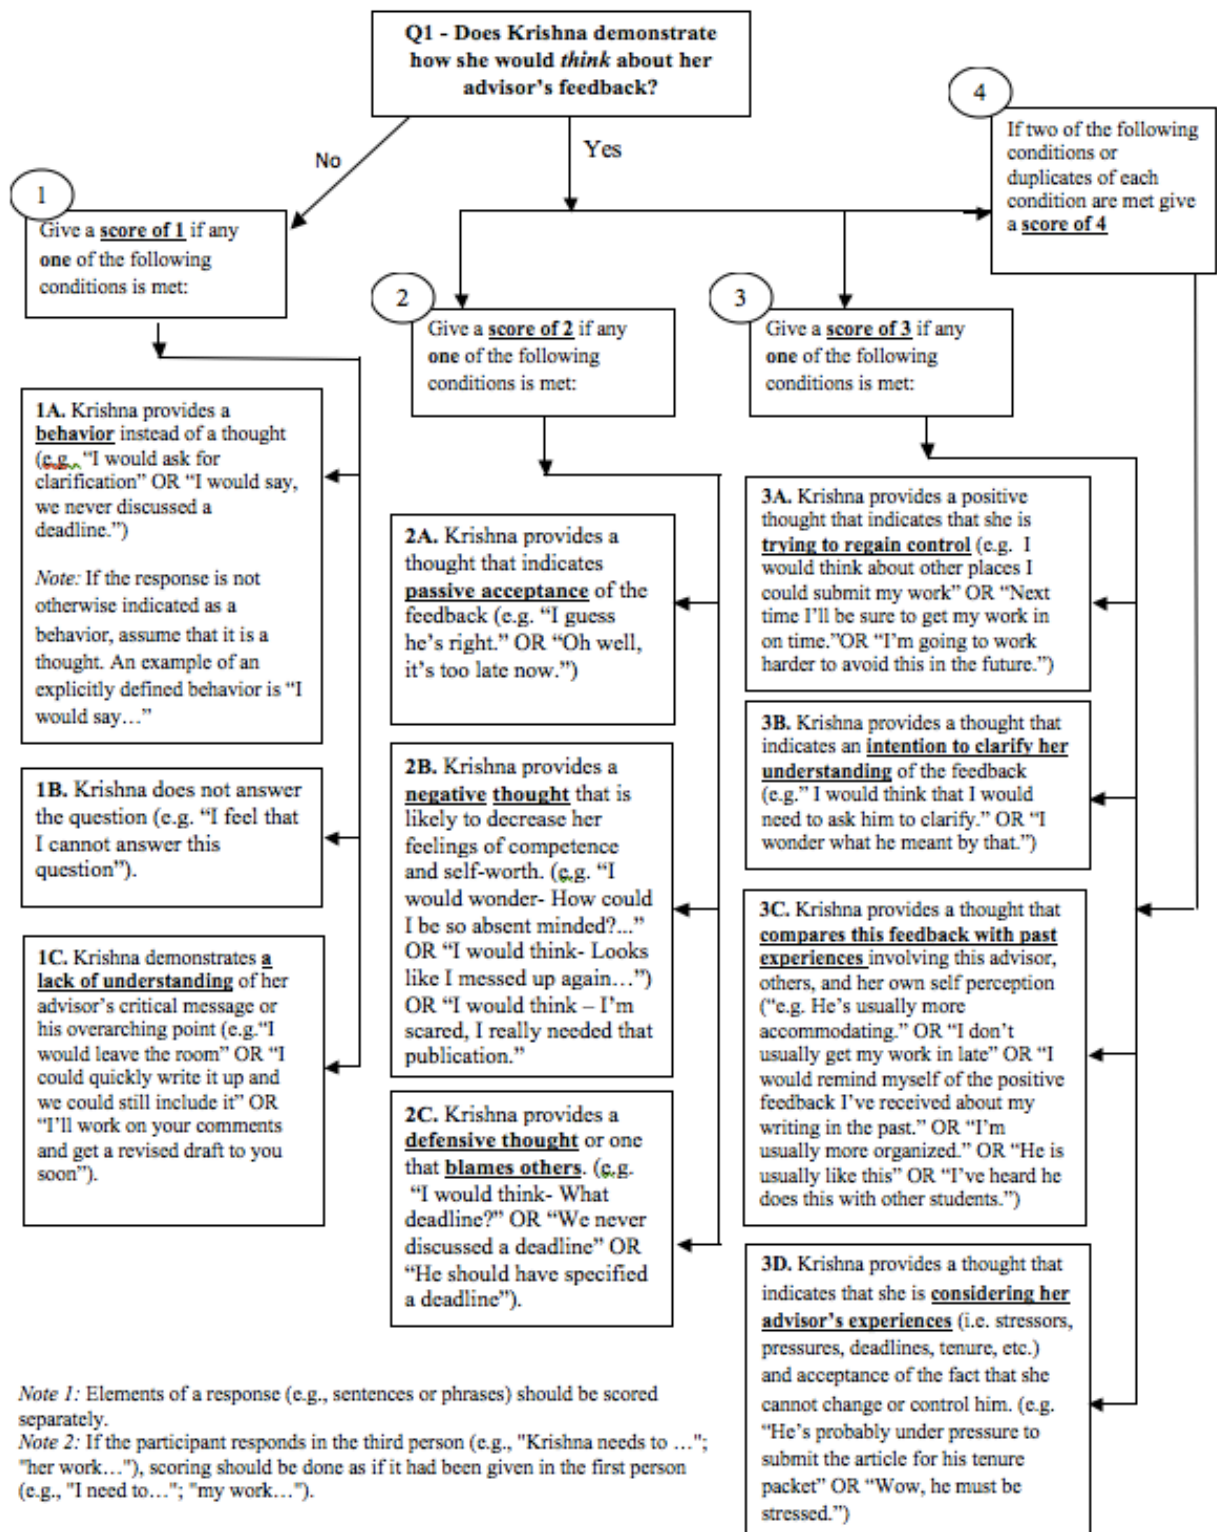 Q1 - Does Krishna demonstrate
how she would think about her
advisor's feedback?
No
Yes
4
If two of the following
conditions or
duplicates of each
condition are met give
a score of 4
1
Give a score of 1 if any
one of the following
conditions is met:
2
Give a score of 2 if any
one of the following
conditions is met:
3
Give a score of 3 if any
one of the following
conditions is met:
1A. Krishna provides a
behavior instead of a thought
(e.g., "I would ask for
clarification" OR "I would say,
we never discussed a
deadline.")
Note: If the response is not
otherwise indicated as a
behavior, assume that it is a
thought. An example of an
explicitly defined behavior is "I
would say…"
1B. Krishna does not answer
the question (e.g. "I feel that
I cannot answer this
question").
1C. Krishna demonstrates a
lack of understanding of her
advisor's critical message or
his overarching point (e.g."I
would leave the room" OR "I
could quickly write it up and
we could still include it" OR
"I'll work on your comments
and get a revised draft to you
soon").
2A. Krishna provides a
thought that indicates
passive acceptance of the
feedback (e.g. "I guess
he's right." OR "Oh well,
it's too late now.")
2B. Krishna provides a
negative thought that is
likely to decrease her
feelings of competence
and self-worth. (e.g. "I
would wonder- How could
I be so absent minded?..."
OR "I would think- Looks
like I messed up again…")
OR "I would think – I'm
scared, I really needed that
publication."
2C. Krishna provides a
defensive thought or one
that blames others. (e.g.
"I would think- What
deadline?" OR "We never
discussed a deadline" OR
"He should have specified
a deadline").
3A. Krishna provides a positive
thought that indicates that she is
trying to regain control (e.g. I
would think about other places I
could submit my work" OR "Next
time I'll be sure to get my work in
on time."OR "I'm going to work
harder to avoid this in the future.")
3B. Krishna provides a thought that
indicates an intention to clarify her
understanding of the feedback
(e.g." I would think that I would
need to ask him to clarify." OR "I
wonder what he meant by that.")
3C. Krishna provides a thought that
compares this feedback with past
experiences involving this advisor,
others, and her own self perception
("e.g. He's usually more
accommodating." OR "I don't
usually get my work in late" OR "I
would remind myself of the positive
feedback I've received about my
writing in the past." OR "I'm
usually more organized." OR "He is
usually like this" OR "I've heard he
does this with other students.")
3D. Krishna provides a thought that
indicates that she is considering her
advisor's experiences (i.e. stressors,
pressures, deadlines, tenure, etc.)
and acceptance of the fact that she
cannot change or control him. (e.g.
"He's probably under pressure to
submit the article for his tenure
packet" OR "Wow, he must be
stressed.")
Note 1: Elements of a response (e.g., sentences or phrases) should be scored
separately.
Note 2: If the participant responds in the third person (e.g., "Krishna needs to …";
"her work…"), scoring should be done as if it had been given in the first person
(e.g., "I need to…"; "my work…").